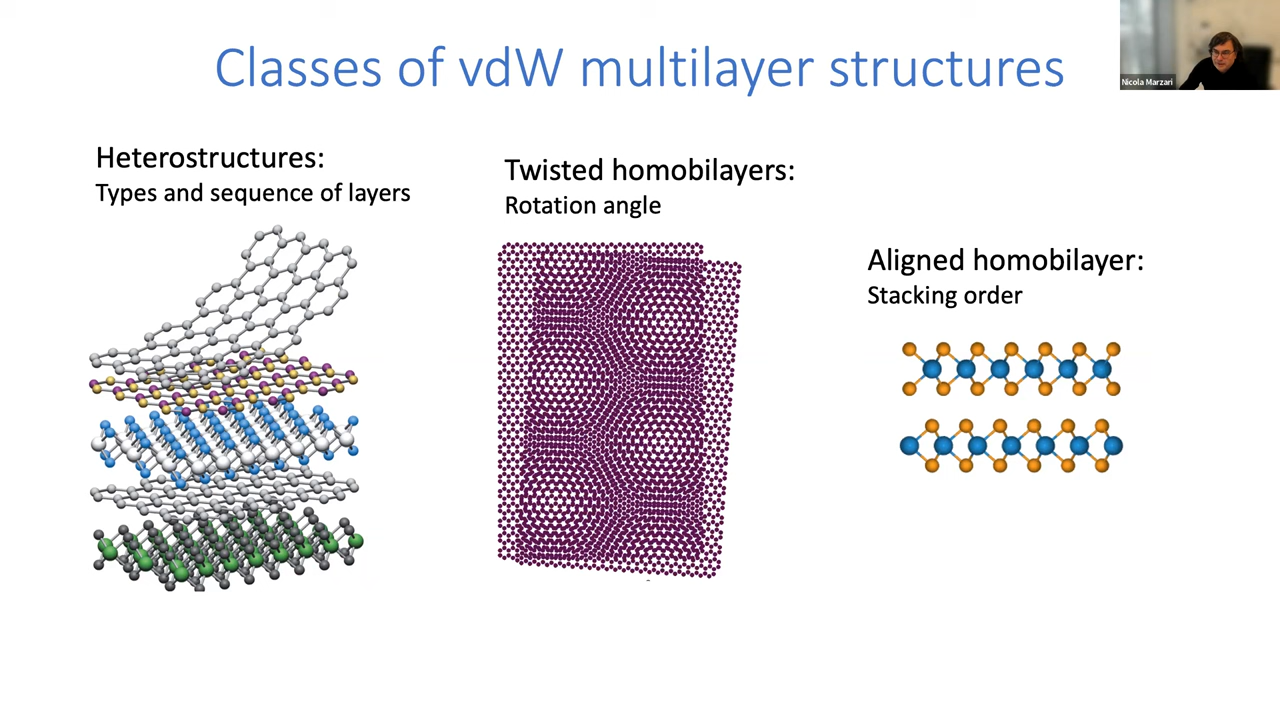 Classes of vdW multilayer structures
Nicola Marzari
Heterostructures:
Types and sequence of layers
Twisted homobilayers:
Rotation angle
Aligned homobilayer:
Stacking order